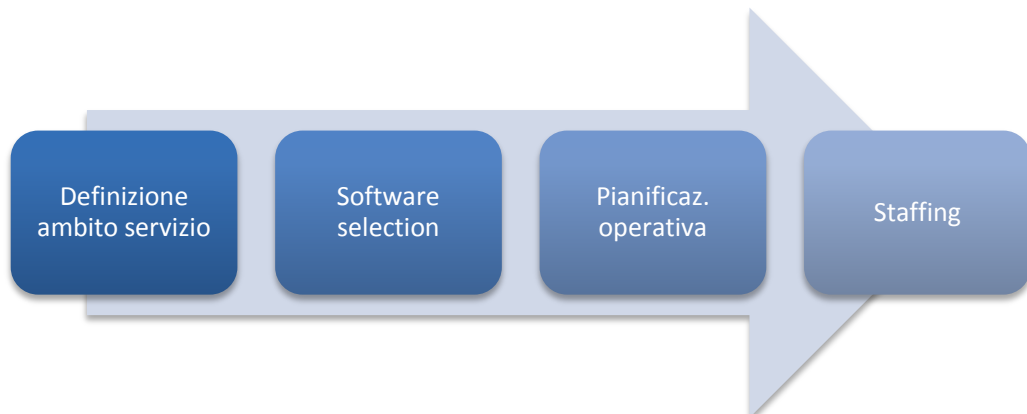 Definizione
ambito servizio
Software
selection
Pianificaz.
operativa
Staffing